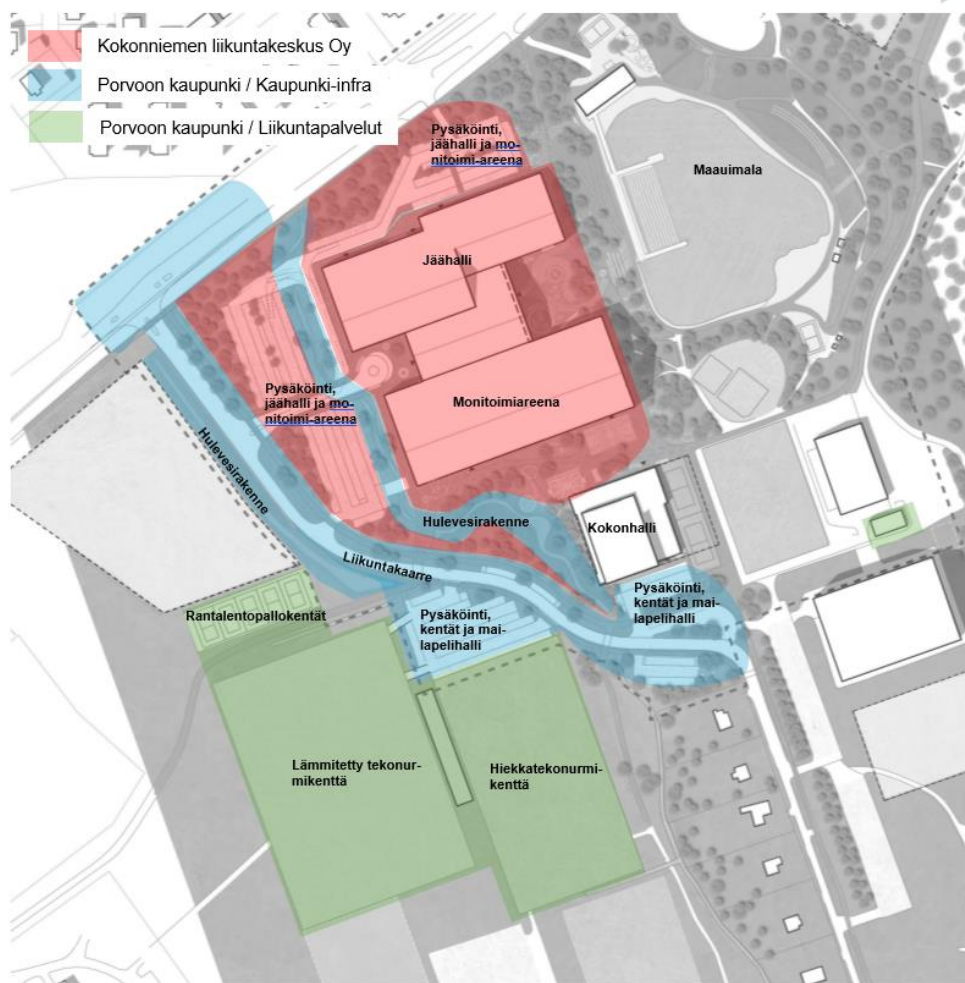 Kokonniemen liikuntakeskus Oy
Porvoon kaupunki / Kaupunki-infra
Porvoon kaupunki / Liikuntapalvelut
Pysäköinti,
jäähalli ja mo-
nitoimi-areena
Maauimala
Jäähalli
Pysäköinti,
jäähalli ja mo-
nitoimi-areena
Monitoimiareena
Hulevesirakenne
Hulevesirakenne
Kokonhalli
Liikuntakaarre
Rantalentopallokentät
Pysäköinti,
kentät ja mai-
lapelihalli
Pysäköinti,
kentät ja mai-
lapelihalli
Lämmitetty tekonur-
mikenttä
Hiekkatekonurmi-
kenttä